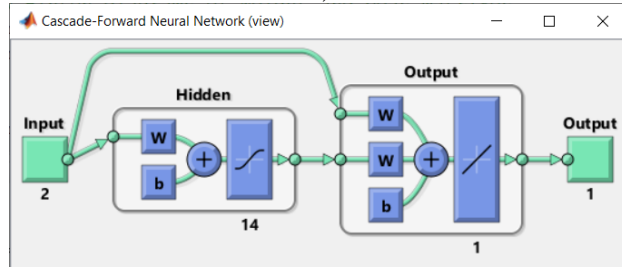 Cascade-Forward Neural Network (view)
Output
Hidden
Input
Output
W
W
W
b
b
2
1
14
1